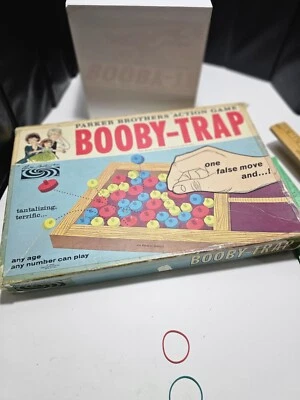 PARKER BROTHERS ACTION GAME
BOOBY-TRAP
one
false move
and...!
tantalizing,
terrific...
any age
any number can play
BOOBY-TRAP